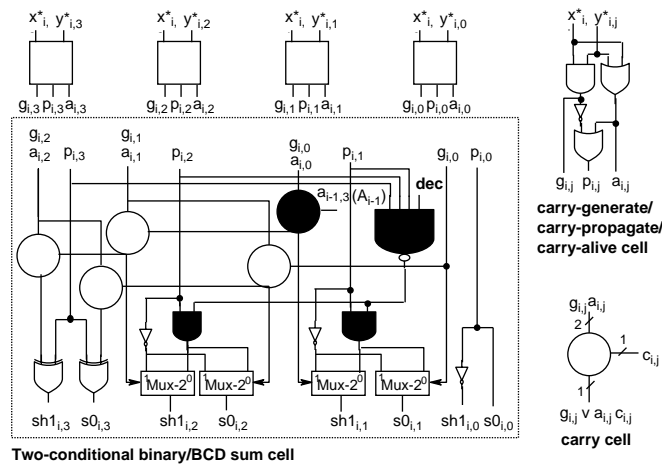 x*i, y*i,3 x*i, y*i,2 x*i, y*i,1 x*i, y*i,0
gi,3 pi,3 ai,3 gi,2 pi,2 ai,2 gi,1 pi,1 ai,1 gi,0 pi,0 ai,0
gi,2 gi,1 gi,0
ai,2 pi,3 ai,1 pi,2 ai,0 pi,1 gi,0 pi,0
dec
ai-1,3 (Ai-1)
1 Mux-2 0 1 Mux-2 0 1 Mux-2 0 1 Mux-2 0
sh1i,3 s0i,3 sh1i,2 s0i,2 sh1i,1 s0i,1 sh1i,0 s0i,0
Two-conditional binary/BCD sum cell
x*i, y*i,j
gi,j pi,j ai,j
carry-generate/
carry-propagate/
carry-alive cell
gi,j ai,j
2
1
ci,j
1
gi,j v ai,j ci,j
carry cell